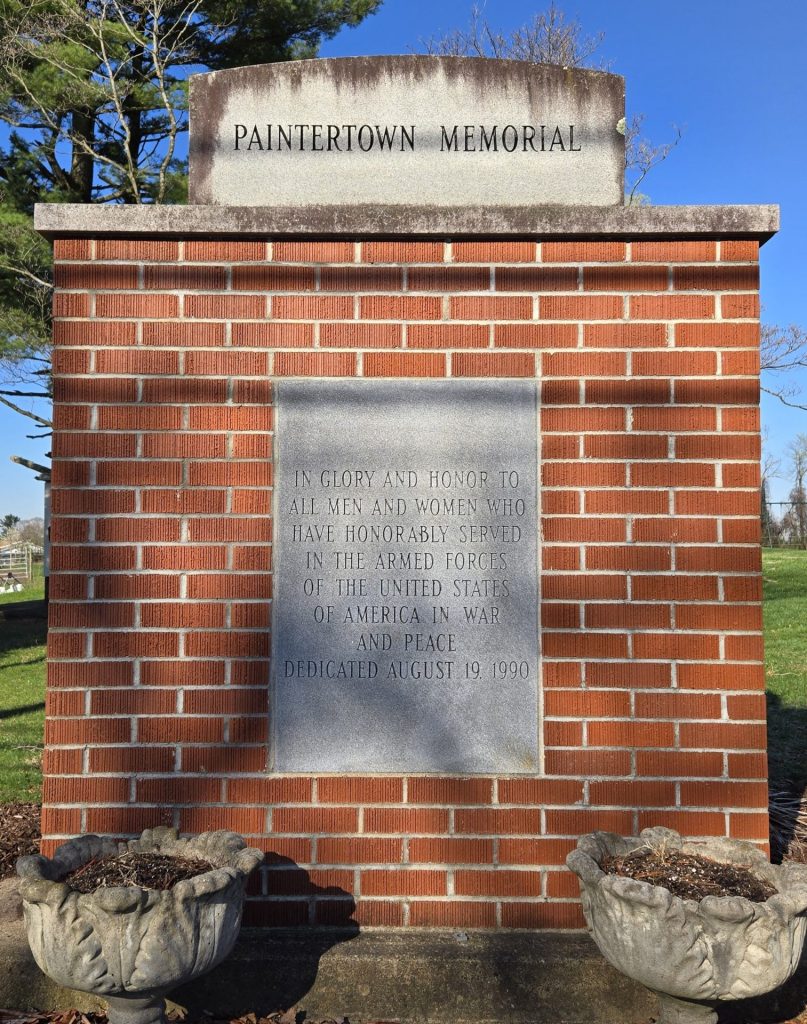 PAINTERTOWN MEMORIAL
IN GLORY AND HONOR TO
ALL MEN AND WOMEN WHO
HAVE HONORABLY SERVED
IN THE ARMED FORCES
OF THE UNITED STATES
OF AMERICA IN WAR
AND PEACE
DEDICATED AUGUST 19, 1990